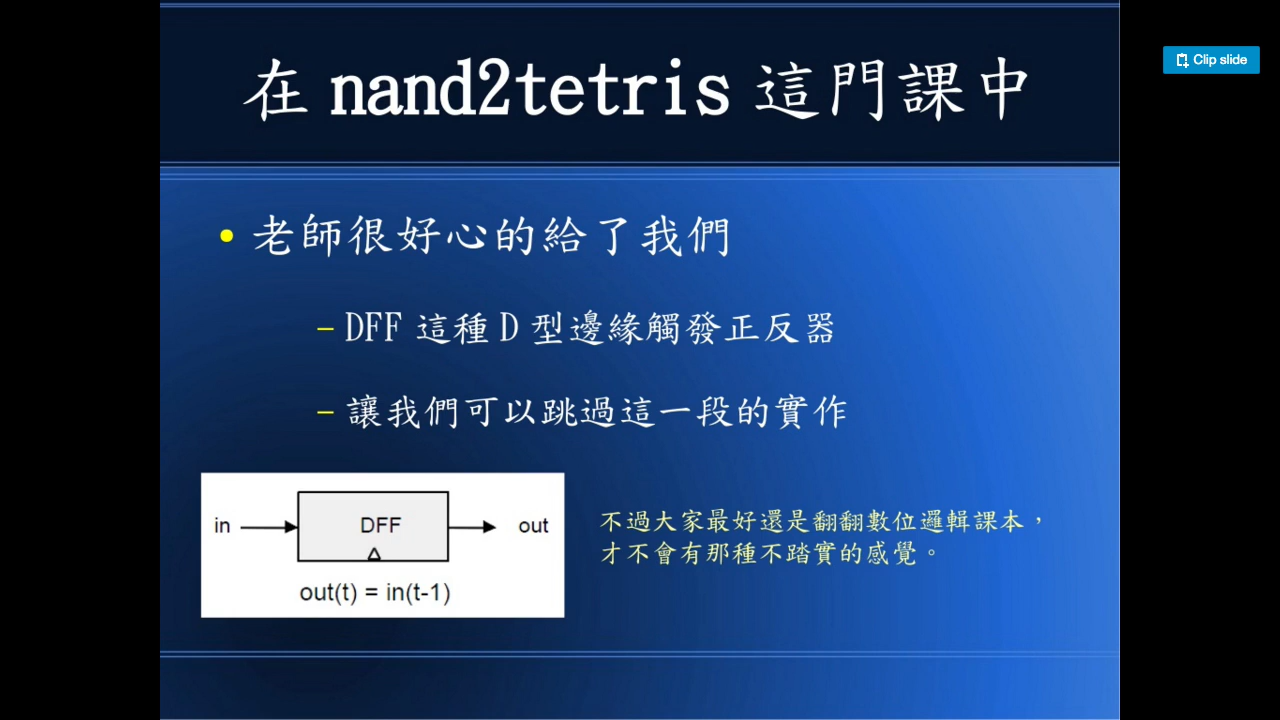 在 nand2tetris 這門課中
Clip slide
• 老師很好心的給了我們
– DFF 這種 D 型邊緣觸發正反器
– 讓我們可以跳過這一段的實作
in
DFF
out
out(t) = in(t-1)
不過大家最好還是翻翻數位邏輯課本，
才不會有那種不踏實的感覺。